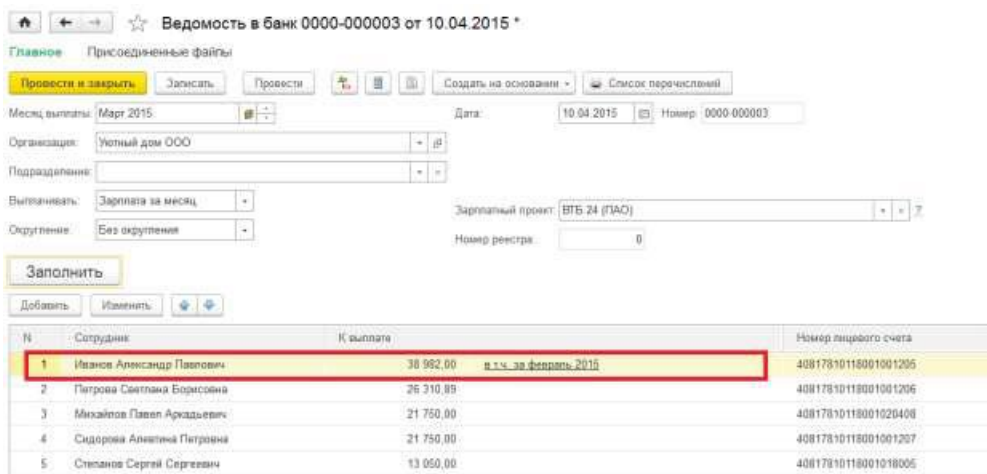 Ведомость в банк 0000-000003 от 10.04.2015 *
Главное Присоединенные файлы
Провести и закрыть Записать Провести Создать на основании Список перечислений
Месяц выплаты: Март 2015 Дата: 10.04.2015 Номер: 0000-000003
Организация: Уютный дом ООО
Подразделение:
Выплачивать: Зарплата за месяц Зарплатный проект: ВТБ 24 (ПАО) ?
Округление: Без округления Номер реестра: 0
Заполнить
Добавить Изменить
N Сотрудник К выплате Номер лицевого счета
1 Иванов Александр Павлович 38 982,00 в т.ч. за февраль 2015 40817810118001001205
2 Петрова Светлана Борисовна 26 310,89 40817810118001001206
3 Михайлов Павел Аркадьевич 21 750,00 40817810118001020408
4 Сидорова Алевтина Петровна 21 750,00 40817810118001001207
5 Степанов Сергей Сергеевич 13 050,00 40817810118001018005